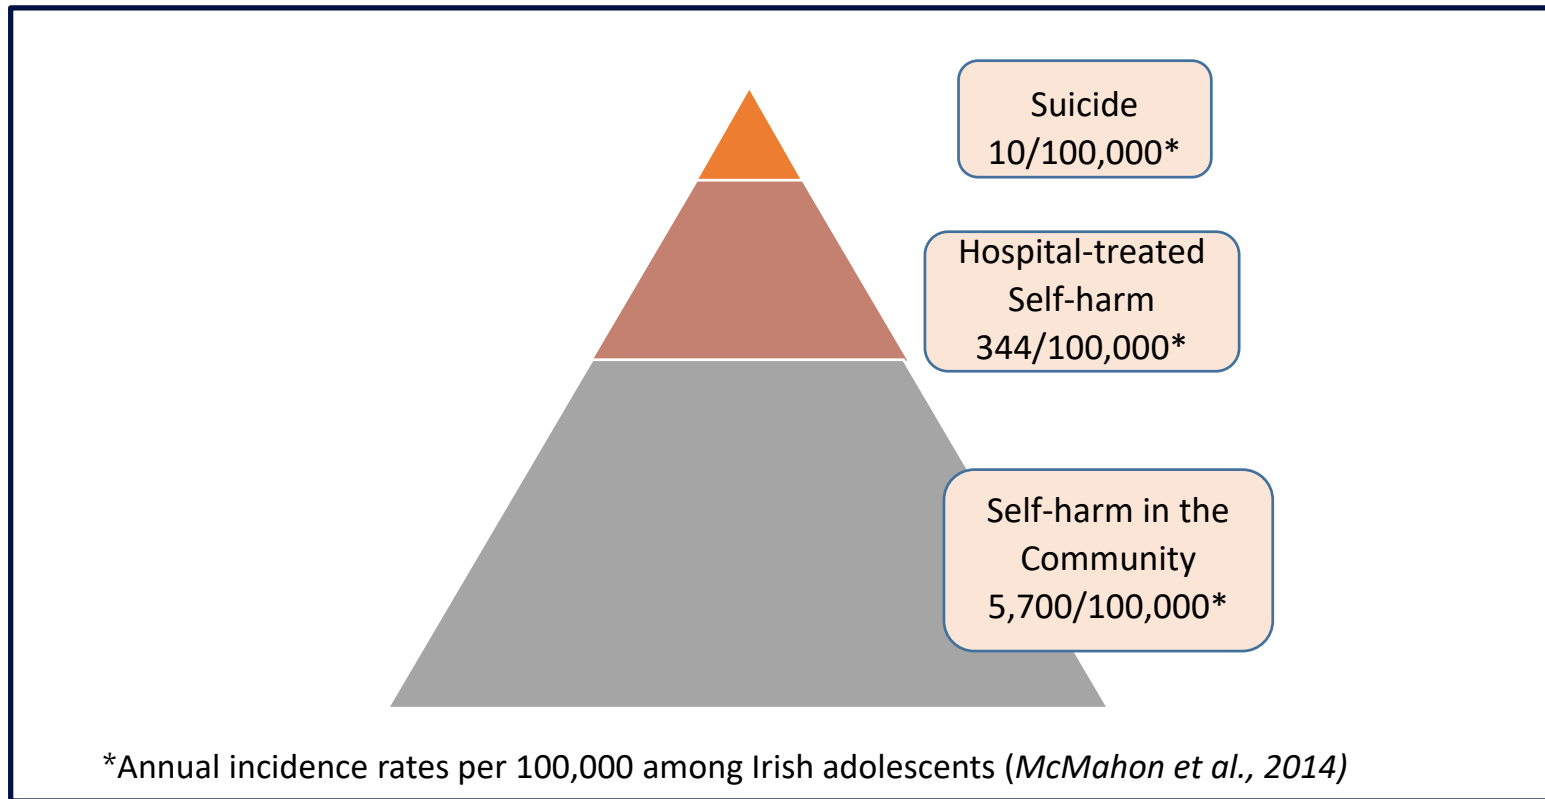 Suicide
10/100,000*
Hospital-treated
Self-harm
344/100,000*
Self-harm in the
Community
5,700/100,000*
*Annual incidence rates per 100,000 among Irish adolescents (McMahon et al., 2014)